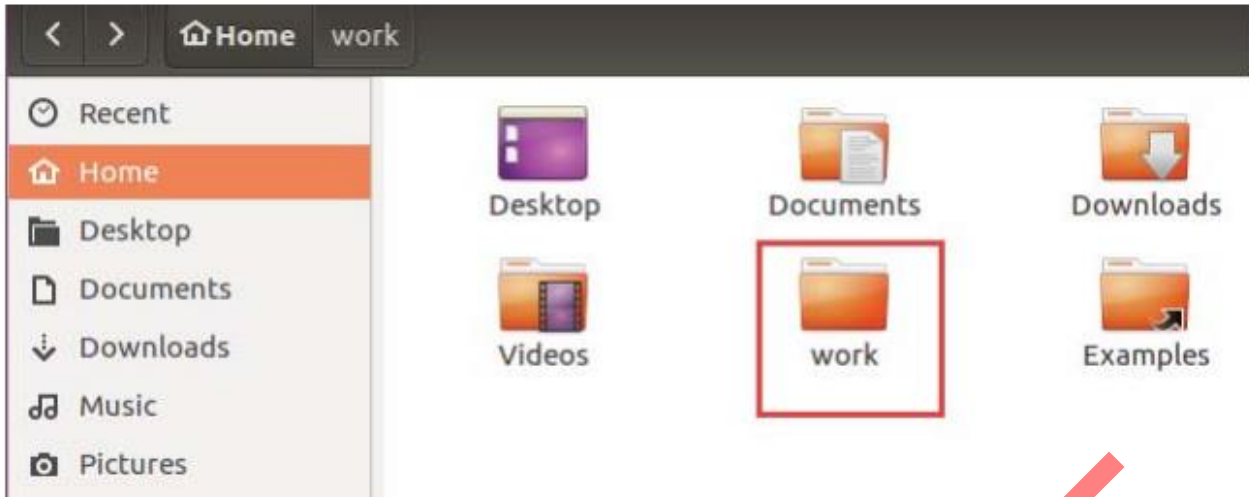 Home work
Recent
Home
Desktop
Documents
Downloads
Music
Pictures
Desktop Documents Downloads
Videos work Examples